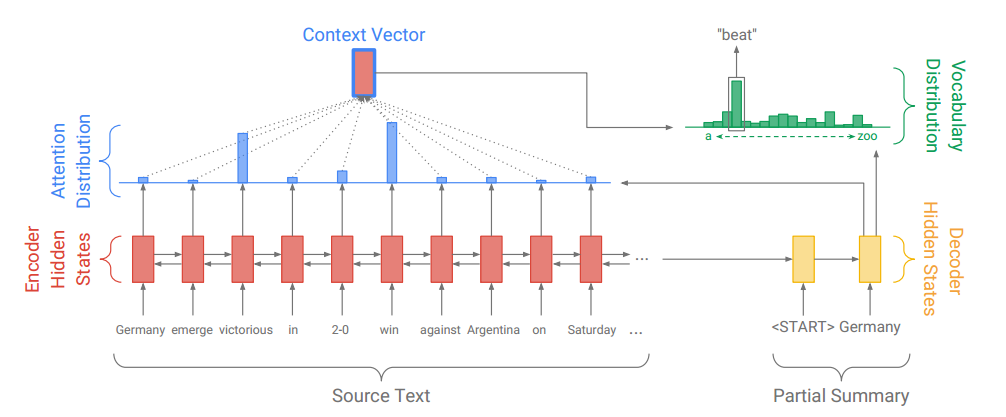 Context Vector
"beat"
Attention
Distribution
a
zoo
Vocabulary
Distribution
Encoder
Hidden
States
...
Decoder
Hidden States
Germany emerge victorious in 2-0 win against Argentina on Saturday ...
<START> Germany
Source Text
Partial Summary